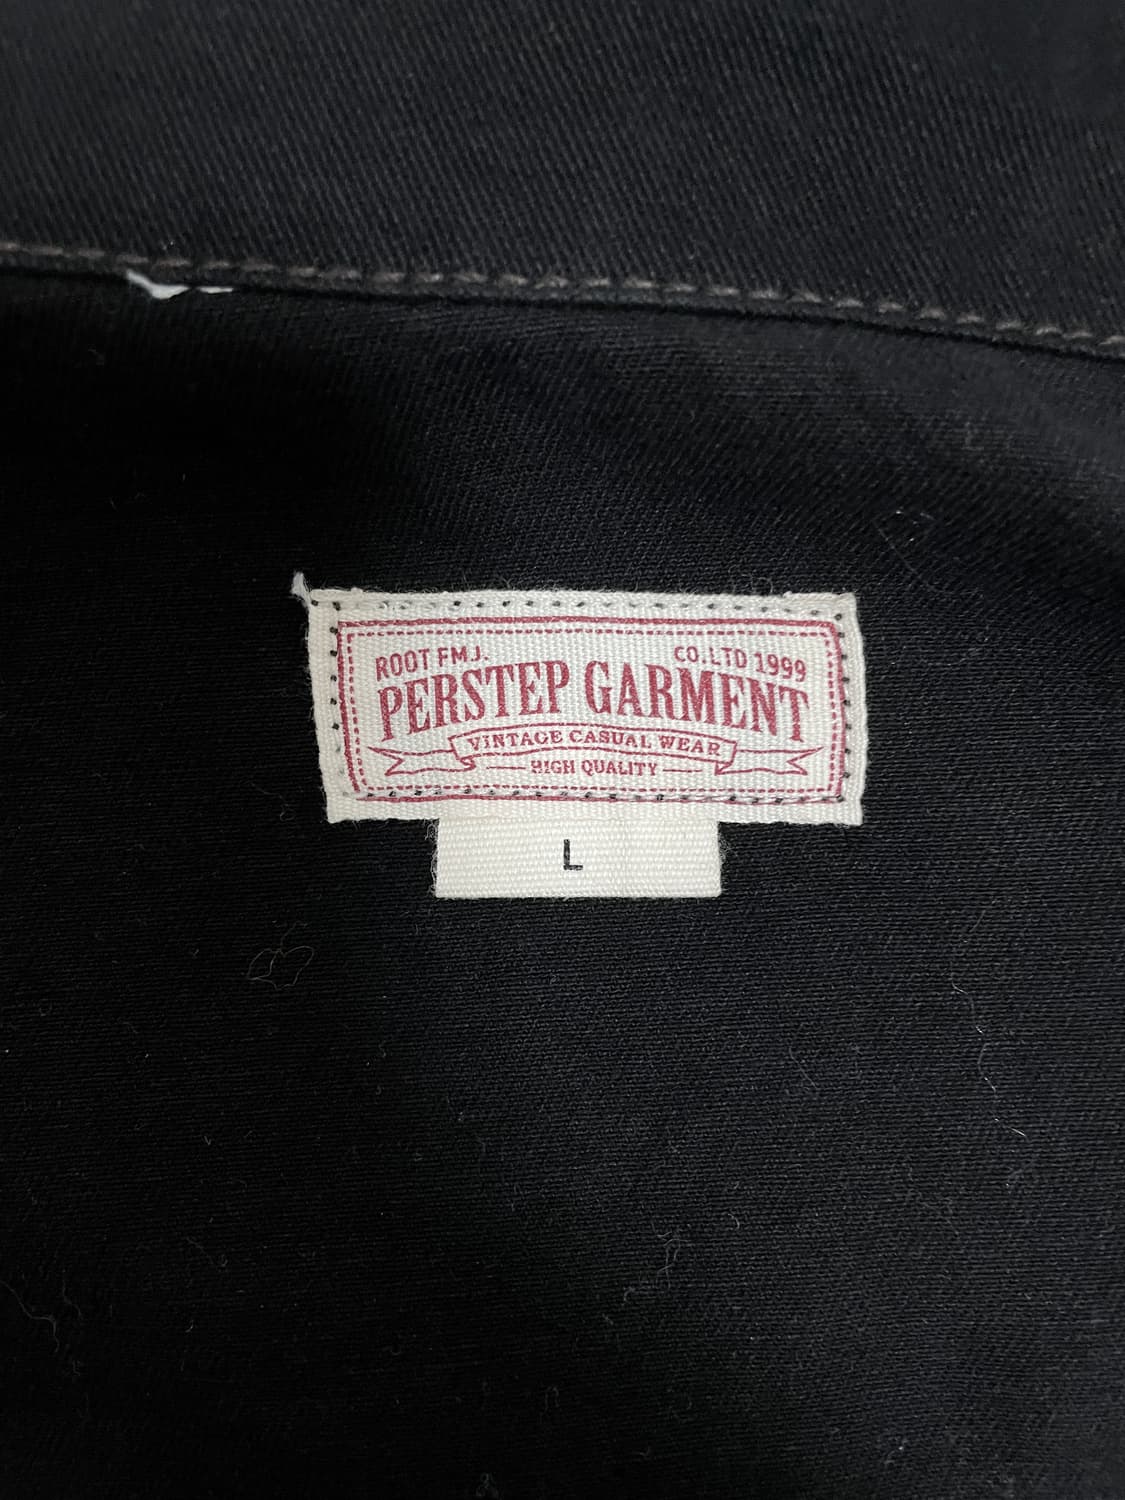 ROOT FMJ. CO.LTD 1999
PERSTEP GARMENT
VINTAGE CASUAL WEAR
HIGH QUALITY
L